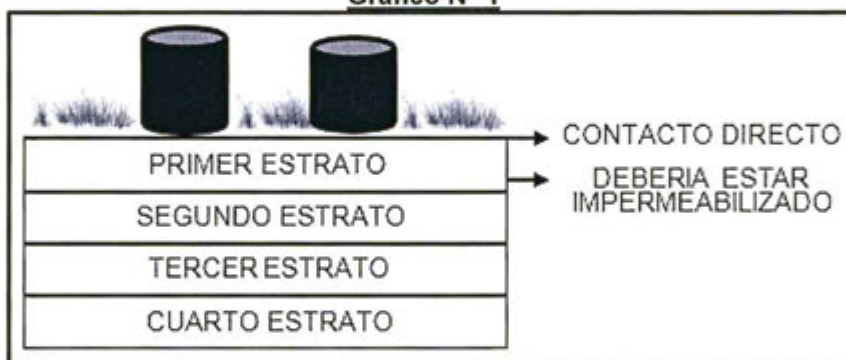 CONTACTO DIRECTO
PRIMER ESTRATO
DEBERIA ESTAR
IMPERMEABILIZADO
SEGUNDO ESTRATO
TERCER ESTRATO
CUARTO ESTRATO